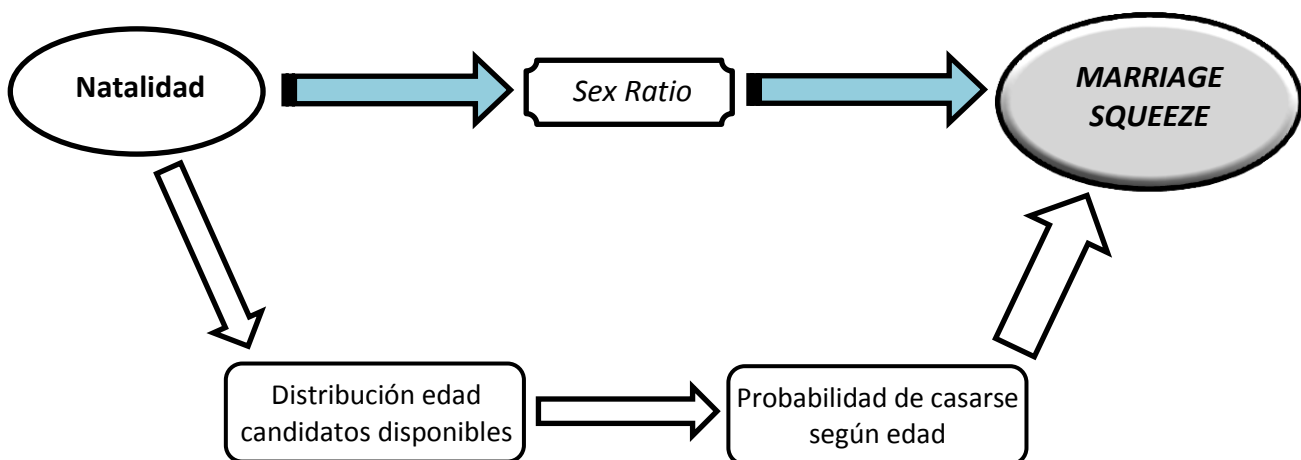 Natalidad
Sex Ratio
MARRIAGE
SQUEEZE
Distribución edad
candidatos disponibles
Probabilidad de casarse
según edad